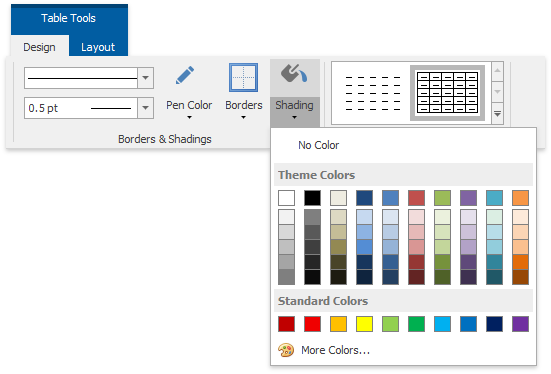 Table Tools
Design Layout
0.5 pt
Pen Color Borders Shading
Borders & Shadings
No Color
Theme Colors
Standard Colors
More Colors...